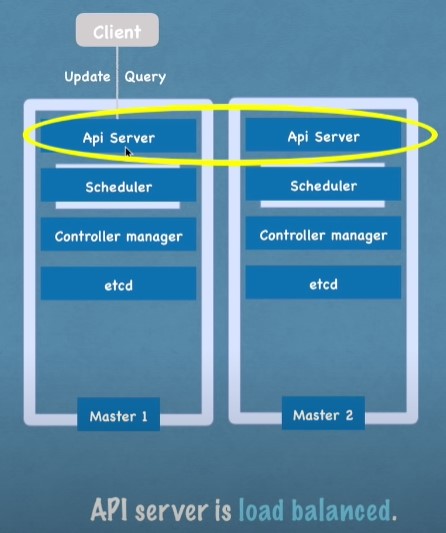 Client
Update Query
Api Server
Scheduler
Controller manager
etcd
Master 1
Api Server
Scheduler
Controller manager
etcd
Master 2
API server is load balanced.